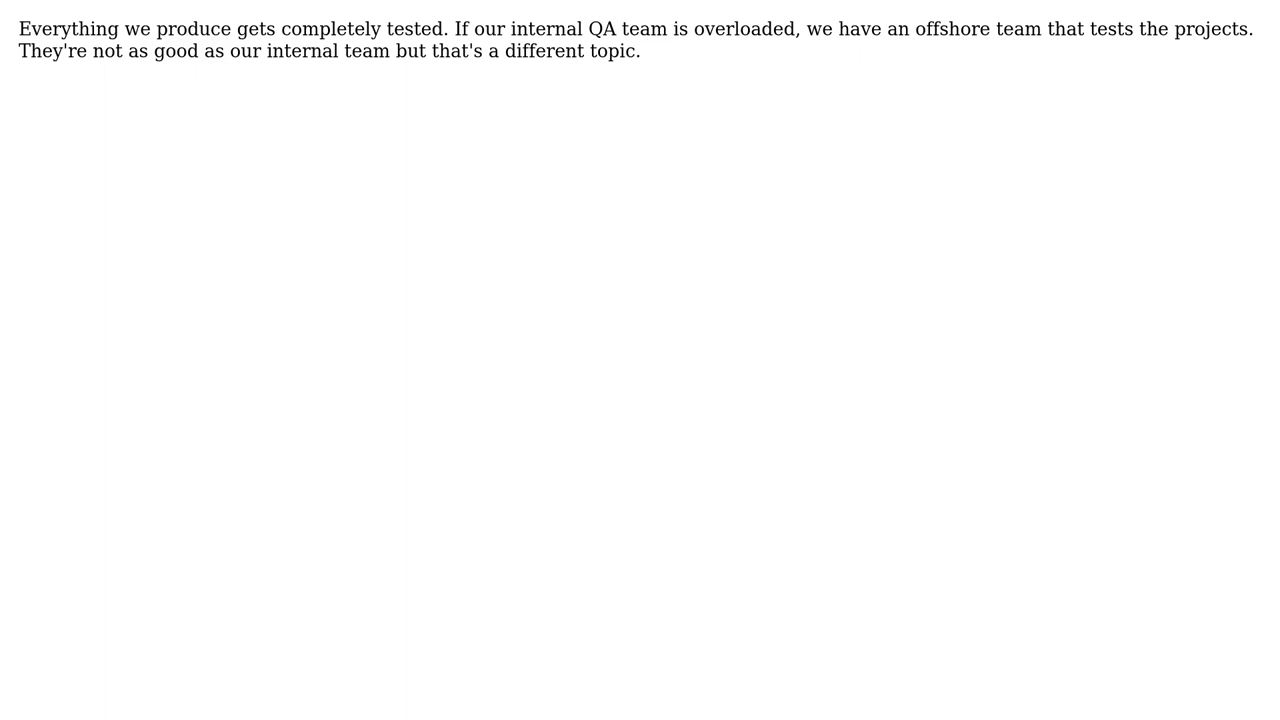 Everything we produce gets completely tested. If our internal QA team is overloaded, we have an offshore team that tests the projects.
They're not as good as our internal team but that's a different topic.